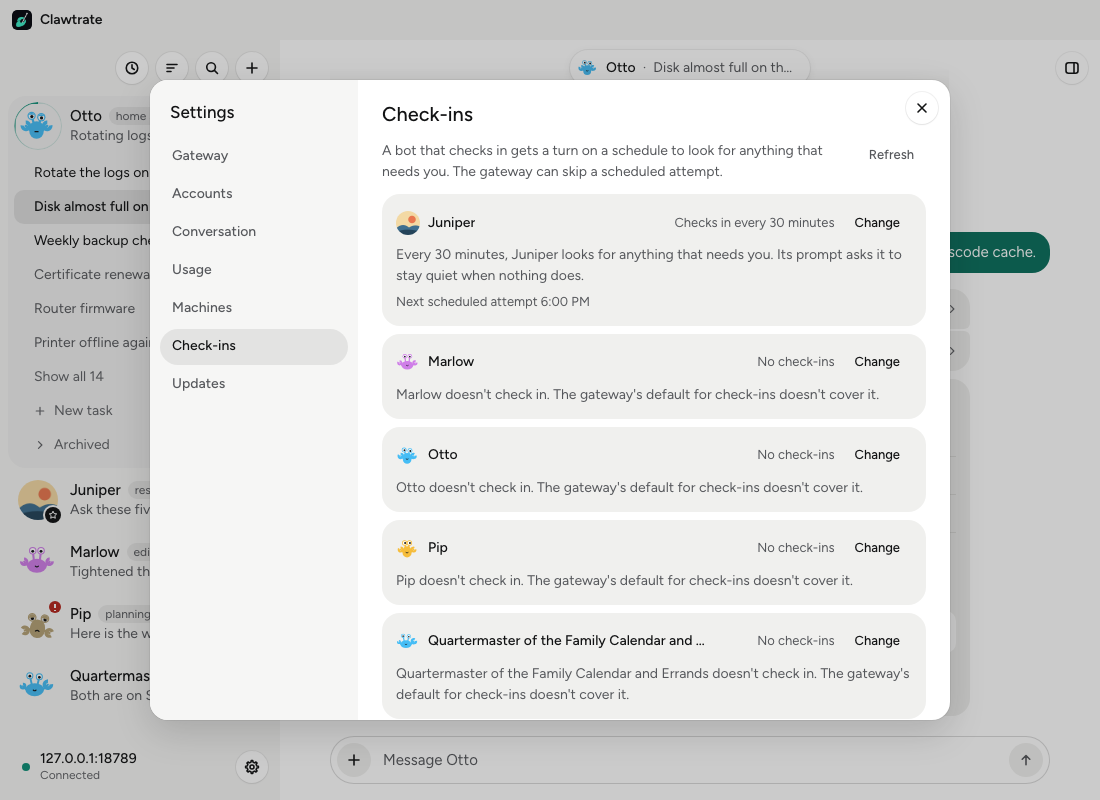 Clawtrate
Otto · Disk almost full on th...
Otto home
Rotating logs
Rotate the logs on
Disk almost full on
Weekly backup che
Certificate renewa
Router firmware
Printer offline again
Show all 14
+ New task
Archived
Juniper res
Ask these fiv
Marlow edi
Tightened th
Pip planning
Here is the w
Quartermas
Both are on S
127.0.0.1:18789
Connected
Settings
Gateway
Accounts
Conversation
Usage
Machines
Check-ins
Updates
Check-ins
A bot that checks in gets a turn on a schedule to look for anything that
needs you. The gateway can skip a scheduled attempt.
Refresh
Juniper Checks in every 30 minutes Change
Every 30 minutes, Juniper looks for anything that needs you. Its prompt asks it to
stay quiet when nothing does.
Next scheduled attempt 6:00 PM
Marlow No check-ins Change
Marlow doesn't check in. The gateway's default for check-ins doesn't cover it.
Otto No check-ins Change
Otto doesn't check in. The gateway's default for check-ins doesn't cover it.
Pip No check-ins Change
Pip doesn't check in. The gateway's default for check-ins doesn't cover it.
Quartermaster of the Family Calendar and ... No check-ins Change
Quartermaster of the Family Calendar and Errands doesn't check in. The gateway's
default for check-ins doesn't cover it.
scode cache.
Message Otto